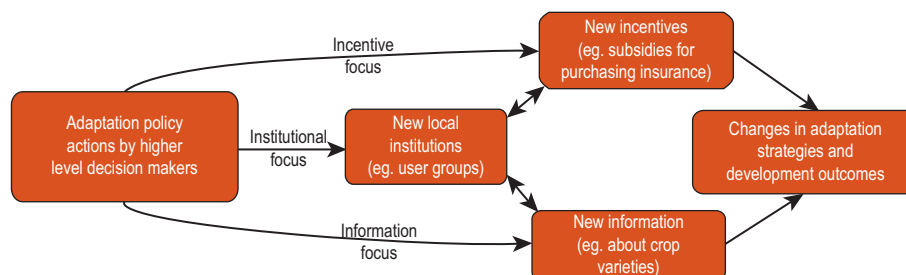 Adaptation policy
actions by higher
level decision makers
Incentive
focus
Institutional
focus
Information
focus
New incentives
(eg. subsidies for
purchasing insurance)
New local
institutions
(eg. user groups)
New information
(eg. about crop
varieties)
Changes in adaptation
strategies and
development outcomes